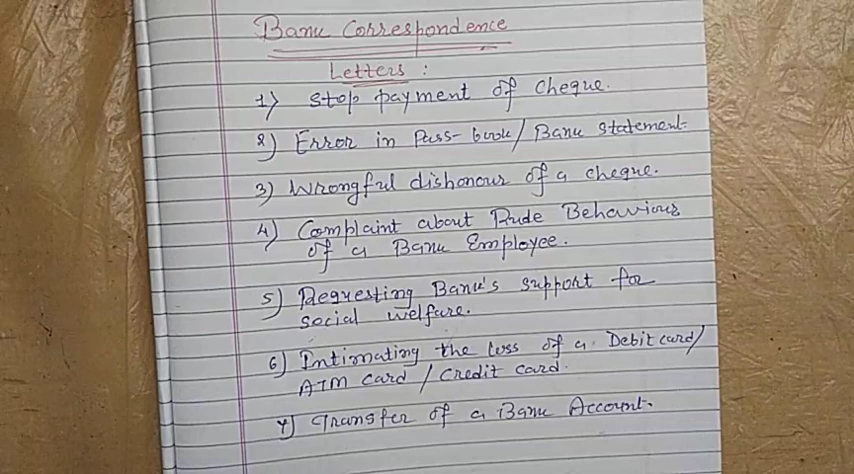 Bank Correspondence
Letters :
1) Stop payment of cheque.
2) Error in Pass-book/Bank statement.
3) Wrongful dishonour of a cheque.
4) Complaint about Rude Behaviour
of a Bank Employee.
5) Requesting Bank's support for
social welfare.
6) Intimating the loss of a Debit card/
ATM card / Credit card.
7) Transfer of a Bank Account.